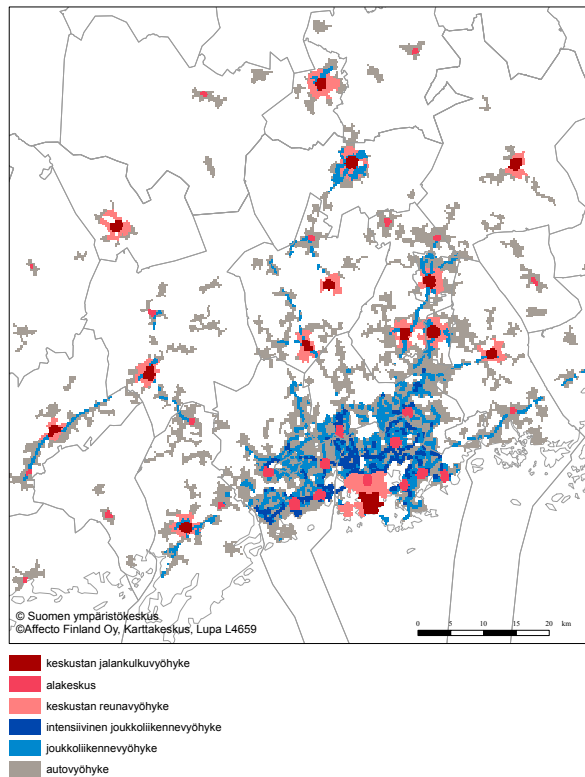 © Suomen ympäristökeskus
©Affecto Finland Oy, Karttakeskus, Lupa L4659
0 5 10 20 km
keskustan jalankulkuvyöhyke
alakeskus
keskustan reunavyöhyke
intensiivinen joukkoliikennevyöhyke
joukkoliikennevyöhyke
autovyöhyke